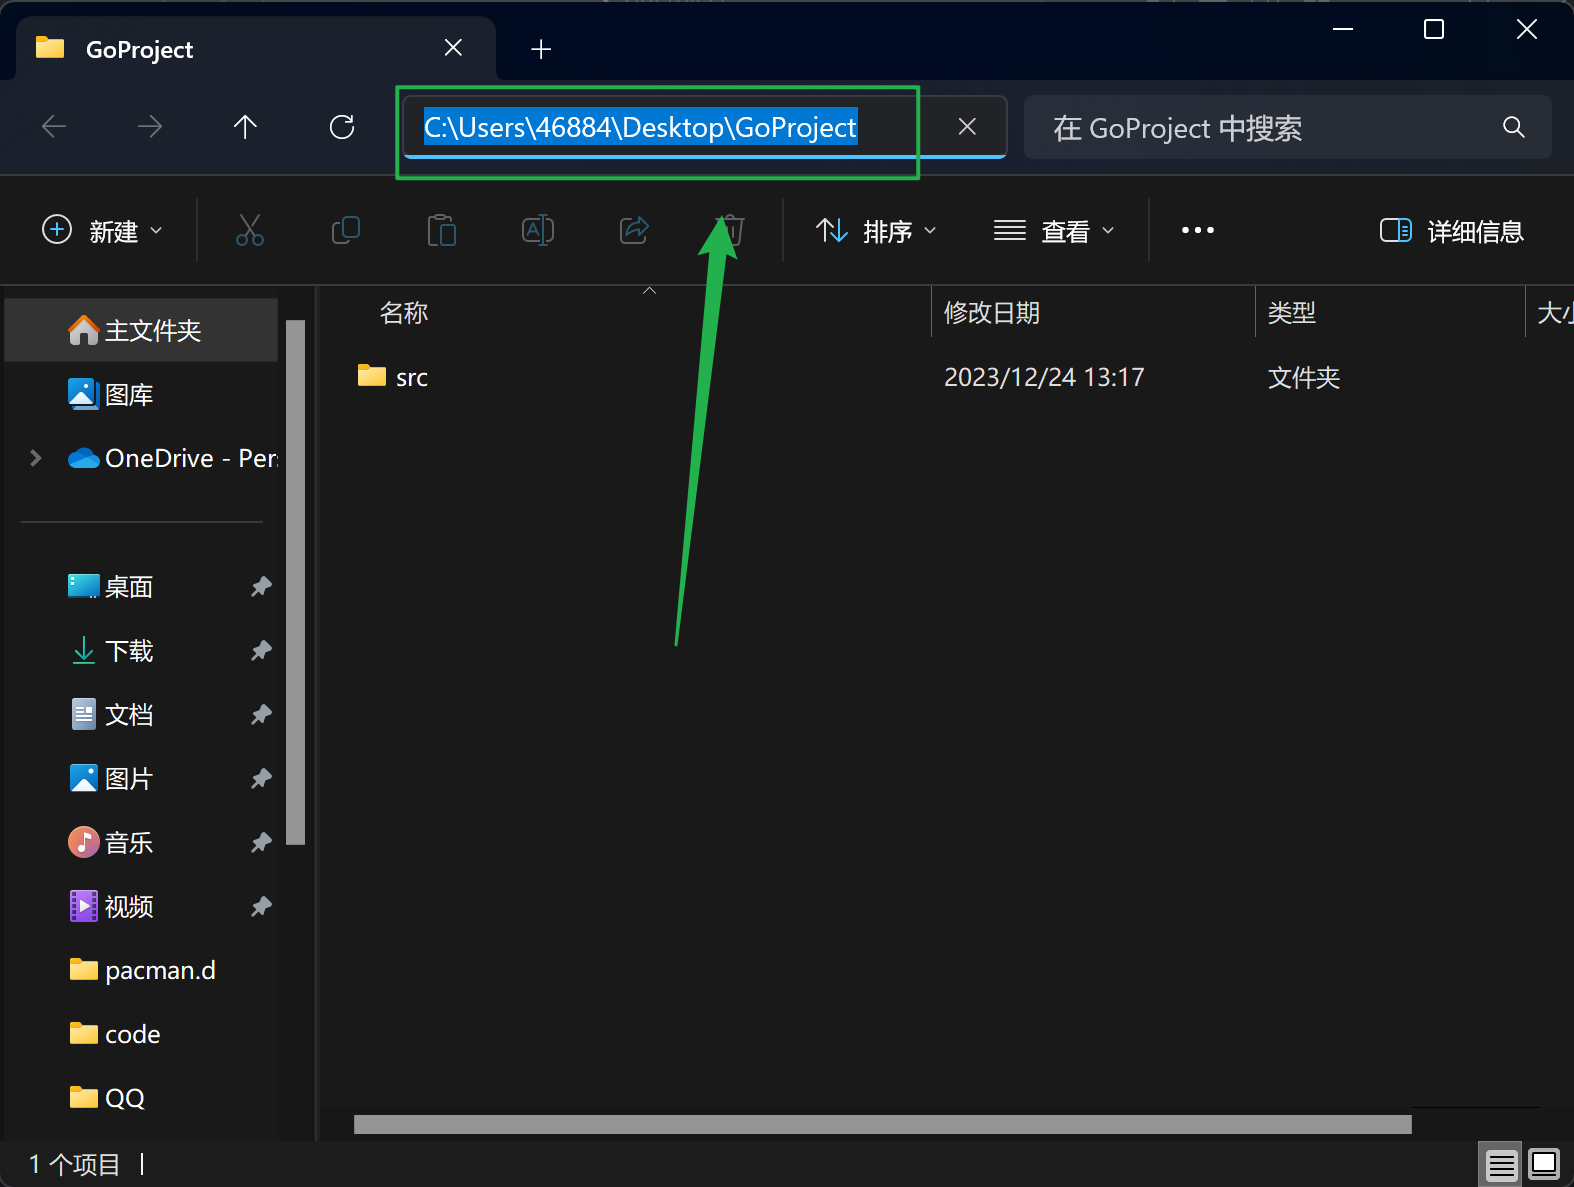 GoProject
C:\Users\46884\Desktop\GoProject
在 GoProject 中搜索
新建
排序
查看
详细信息
名称
修改日期
类型
大小
src
2023/12/24 13:17
文件夹
主文件夹
图库
OneDrive - Per
桌面
下载
文档
图片
音乐
视频
pacman.d
code
QQ
1 个项目